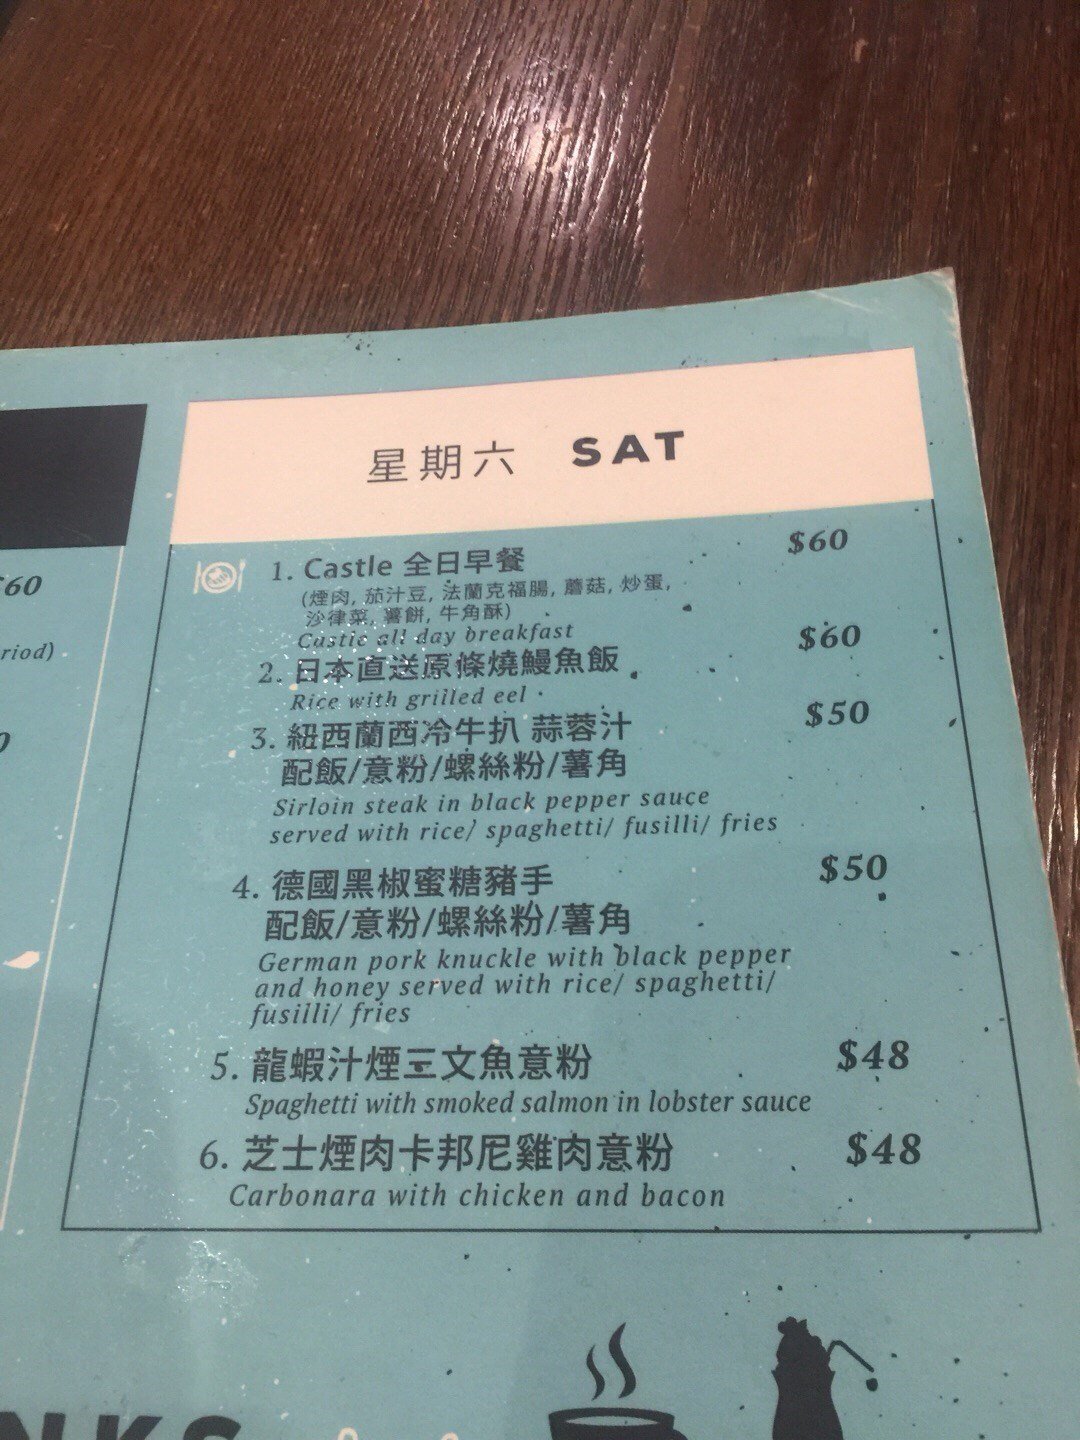 星期六 SAT
1. Castle 全日早餐 $60
(煙肉, 茄汁豆, 法蘭克福腸, 蘑菇, 炒蛋,
沙律菜, 薯餅, 牛角酥)
Castle all day breakfast
2. 日本直送原條燒鰻魚飯 $60
Rice with grilled eel
3. 紐西蘭西冷牛扒 蒜蓉汁 $50
配飯/意粉/螺絲粉/薯角
Sirloin steak in black pepper sauce
served with rice/ spaghetti/ fusilli/ fries
4. 德國黑椒蜜糖豬手 $50
配飯/意粉/螺絲粉/薯角
German pork knuckle with black pepper
and honey served with rice/ spaghetti/
fusilli/ fries
5. 龍蝦汁煙三文魚意粉 $48
Spaghetti with smoked salmon in lobster sauce
6. 芝士煙肉卡邦尼雞肉意粉 $48
Carbonara with chicken and bacon
$60
riod)